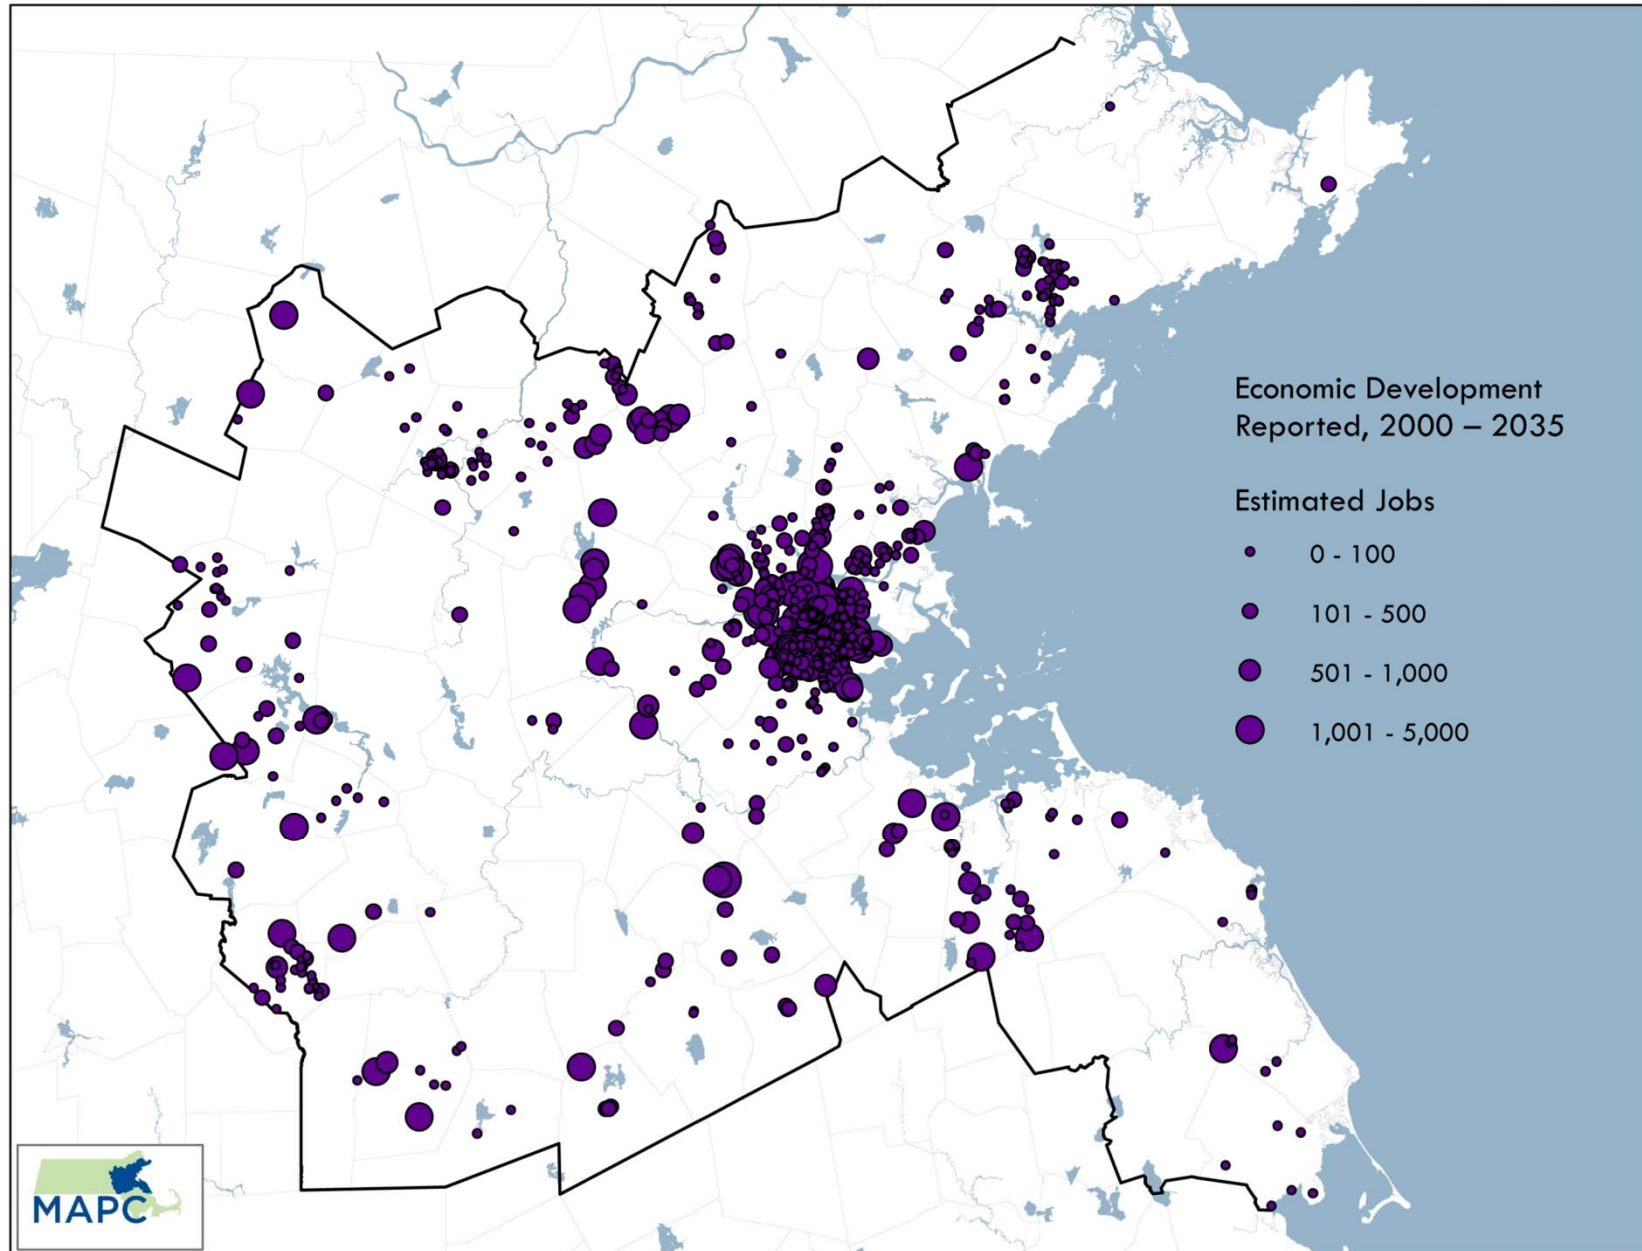 Economic Development
Reported, 2000 – 2035
Estimated Jobs
0 - 100
101 - 500
501 - 1,000
1,001 - 5,000
MAPC